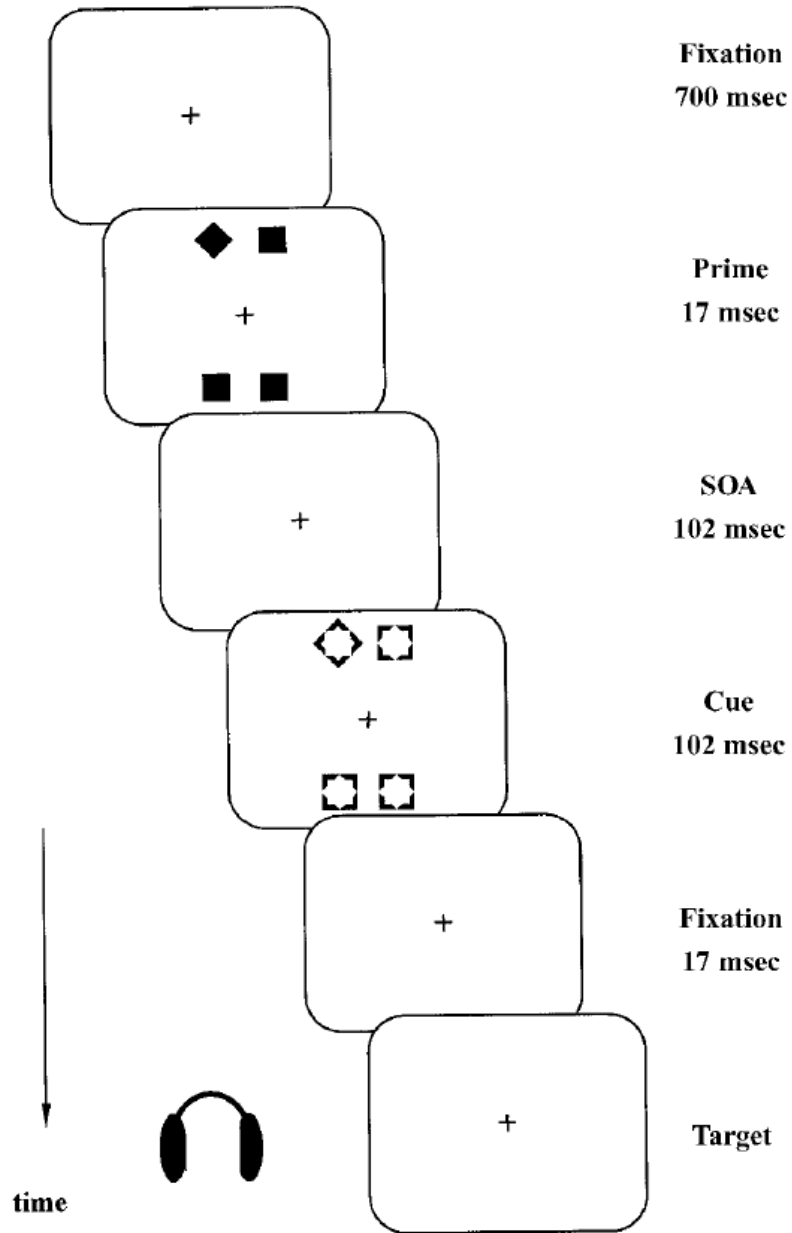 Fixation
700 msec
Prime
17 msec
SOA
102 msec
Cue
102 msec
Fixation
17 msec
Target
time